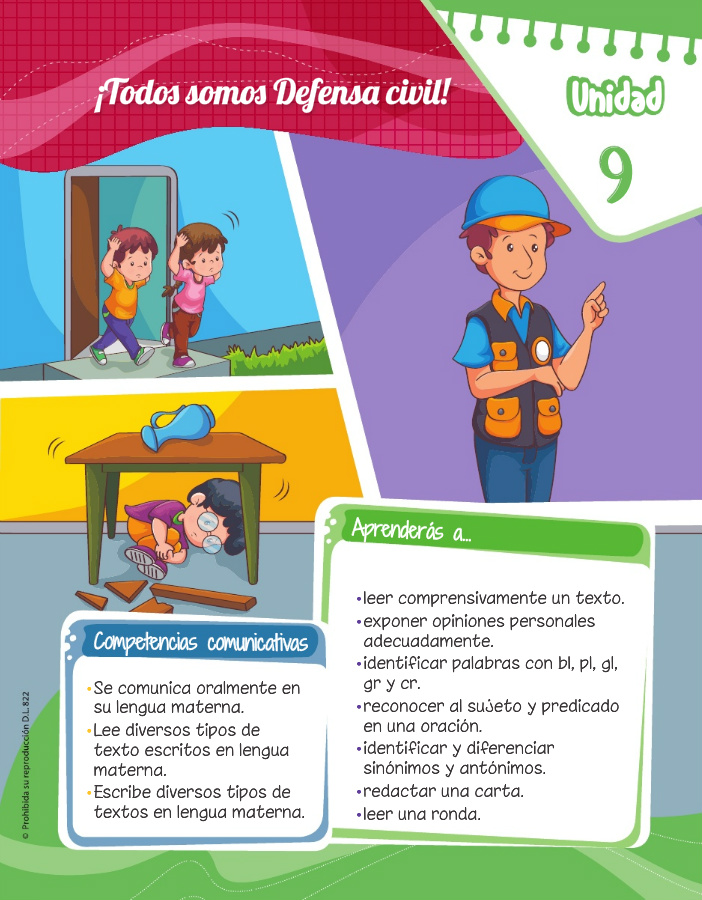 ¡Todos somos Defensa civil!
Unidad
9
Aprenderás a...
•leer comprensivamente un texto.
•exponer opiniones personales
adecuadamente.
•identificar palabras con bl, pl, gl,
gr y cr.
•reconocer al sujeto y predicado
en una oración.
•identificar y diferenciar
sinónimos y antónimos.
•redactar una carta.
•leer una ronda.
Competencias comunicativas
•Se comunica oralmente en
su lengua materna.
•Lee diversos tipos de
texto escritos en lengua
materna.
•Escribe diversos tipos de
textos en lengua materna.
© Prohibida su reproducción D.L.822